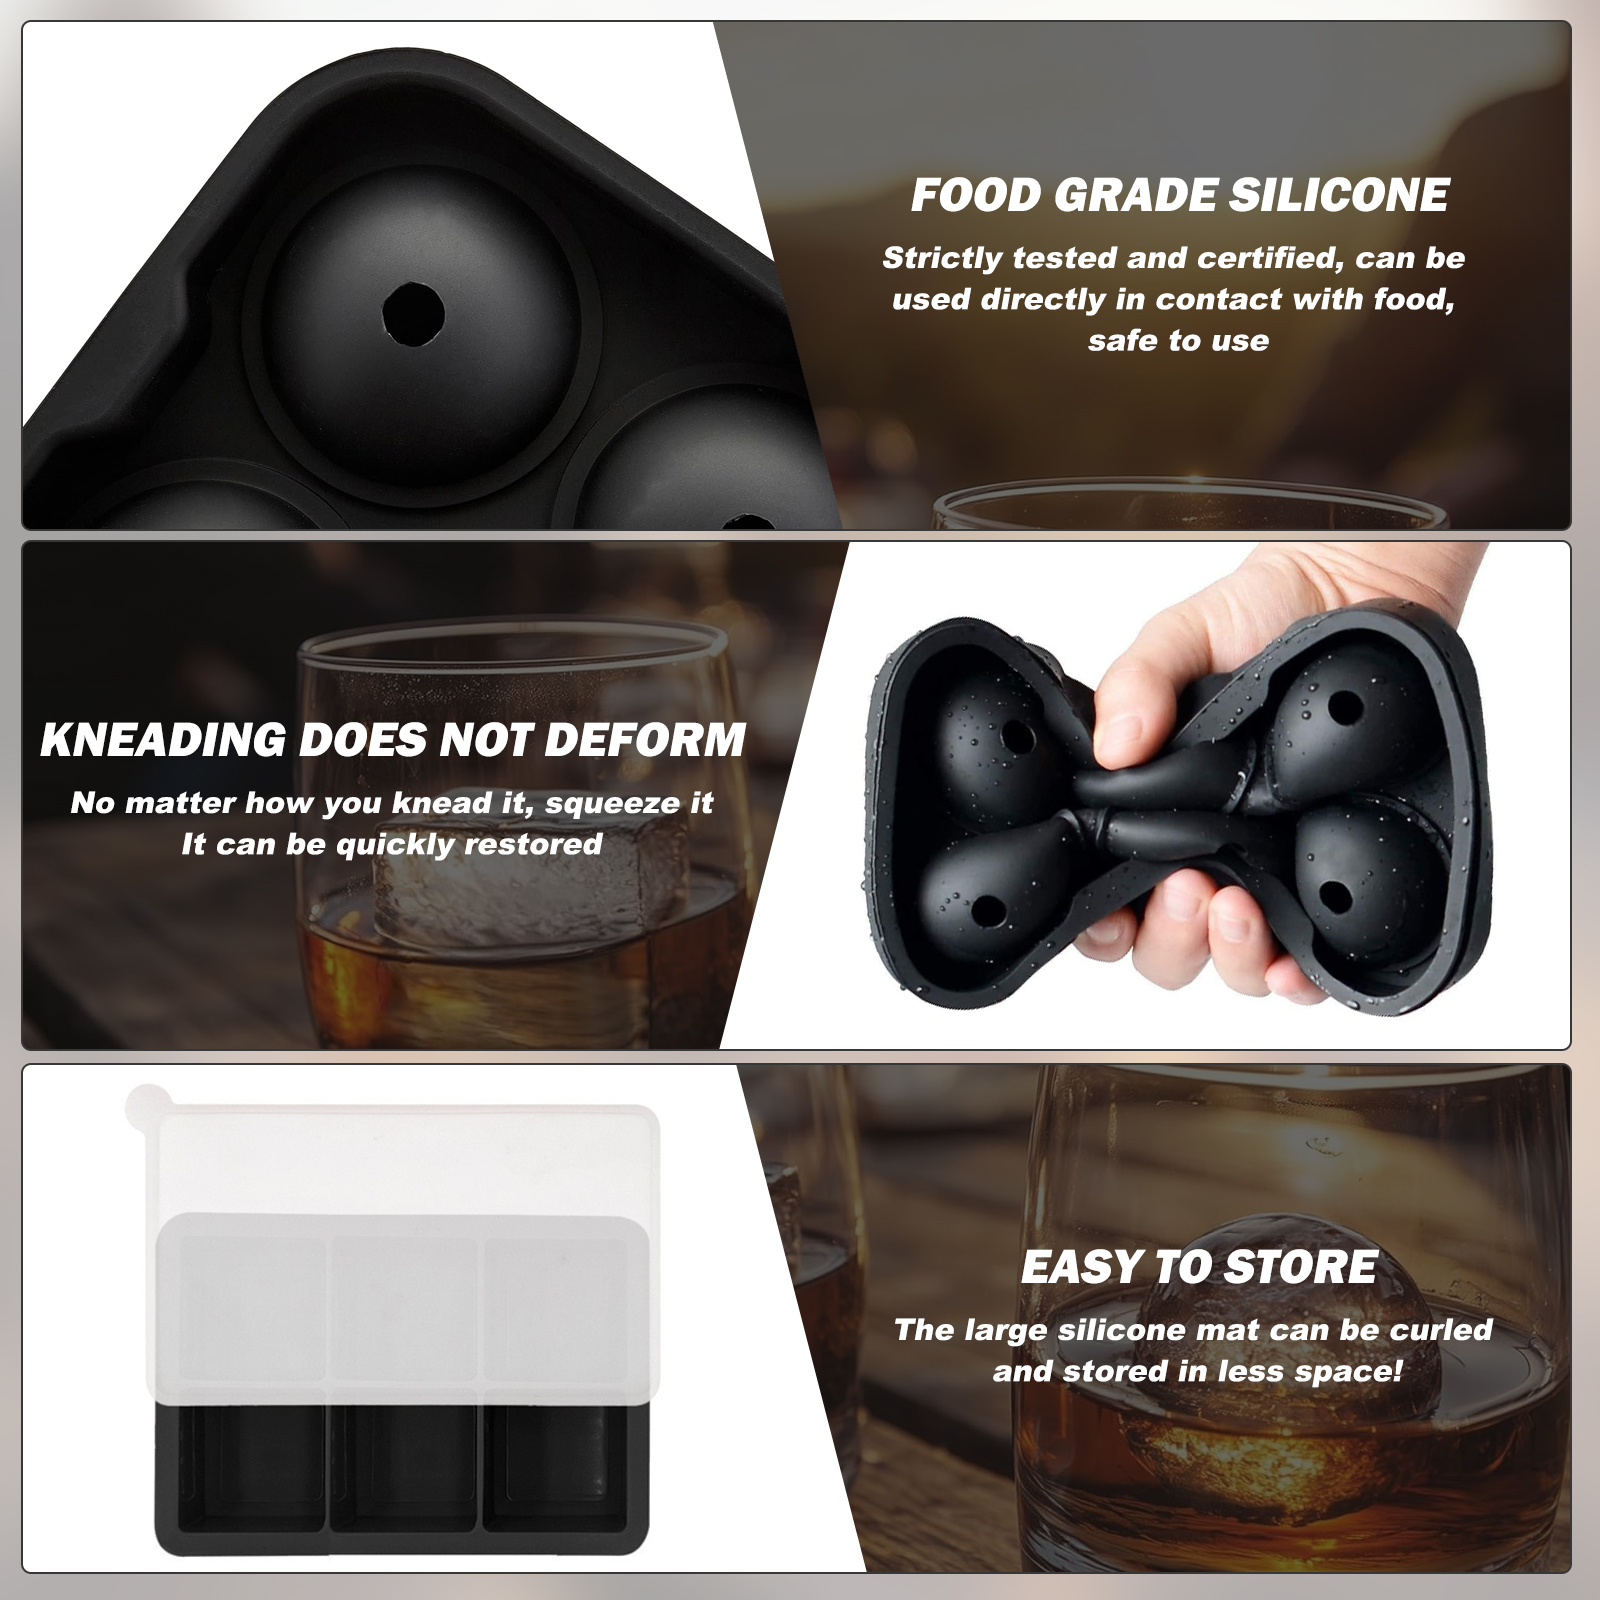 FOOD GRADE SILICONE
Strictly tested and certified, can be
used directly in contact with food,
safe to use
KNEADING DOES NOT DEFORM
No matter how you knead it, squeeze it
It can be quickly restored
EASY TO STORE
The large silicone mat can be curled
and stored in less space!